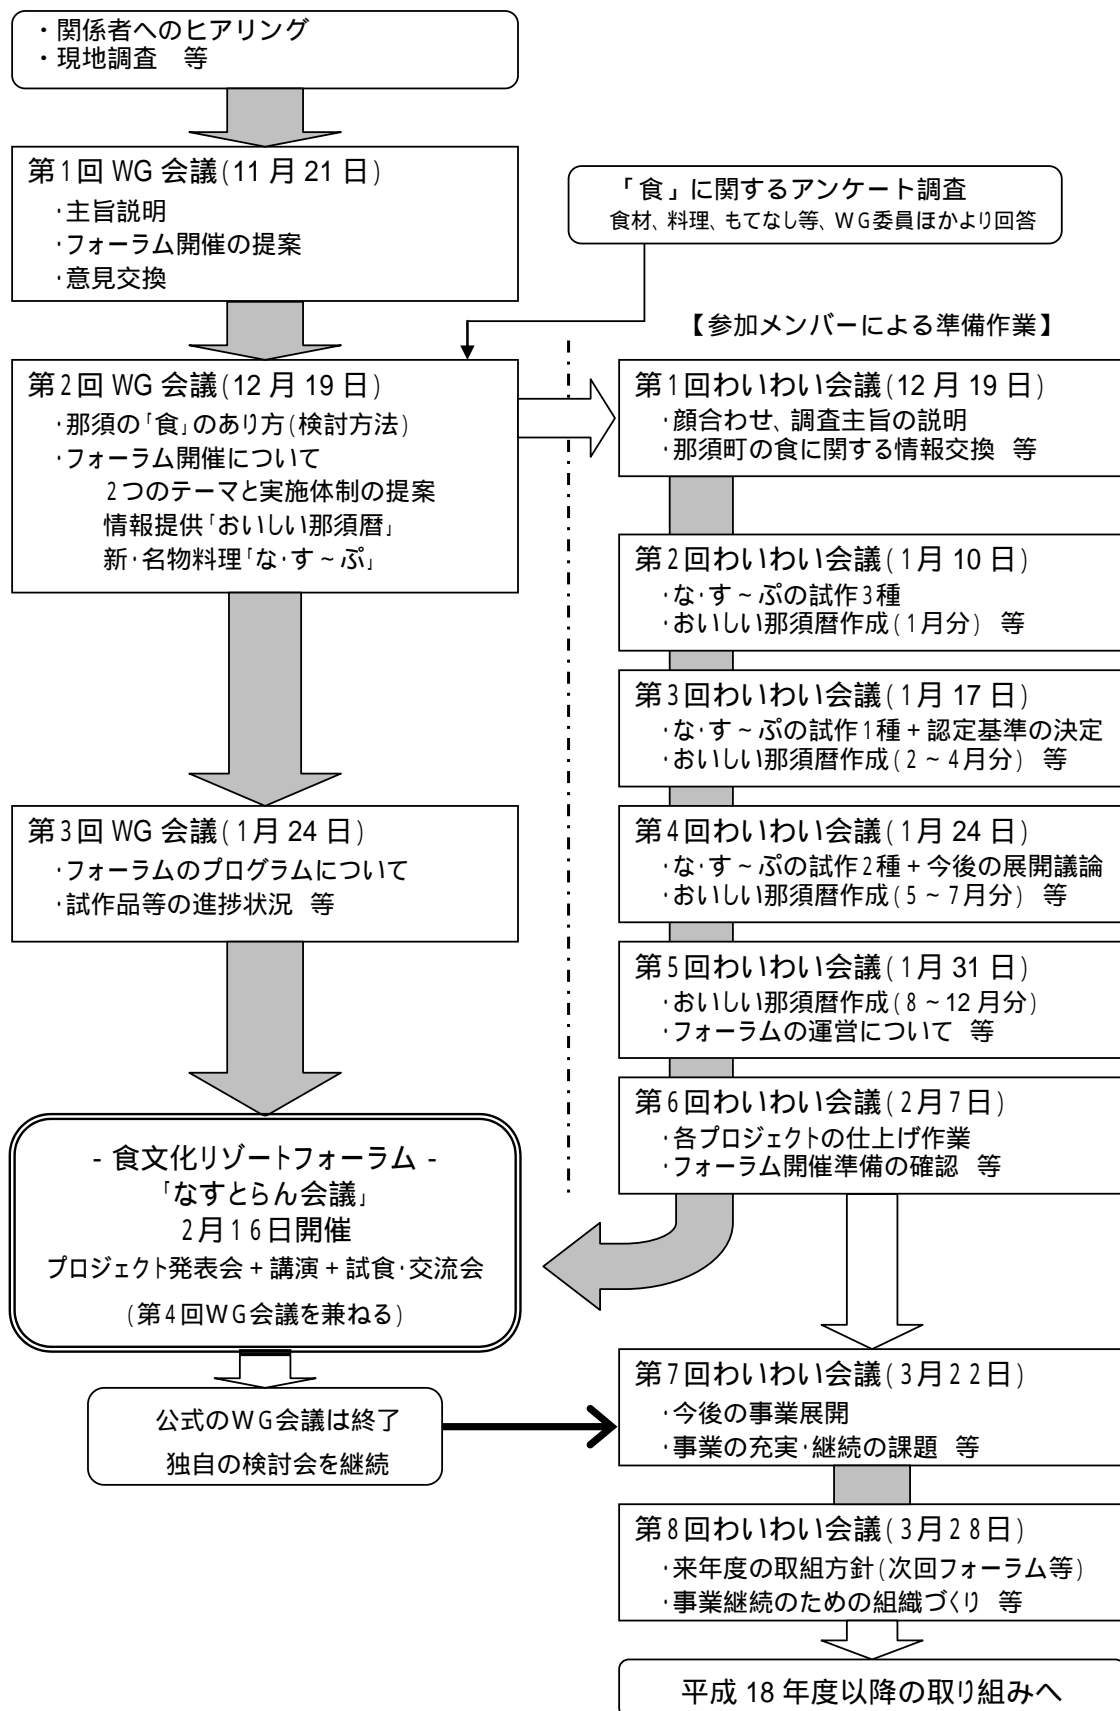 ・関係者へのヒアリング
・現地調査　等
第1回 WG 会議(11 月 21 日)
・主旨説明
・フォーラム開催の提案
・意見交換
「食」に関するアンケート調査
食材、料理、もてなし等、WG委員ほかより回答
【参加メンバーによる準備作業】
第2回 WG 会議(12 月 19 日)
・那須の「食」のあり方(検討方法)
・フォーラム開催について
2つのテーマと実施体制の提案
情報提供「おいしい那須暦」
新・名物料理「な・す～ぷ」
第1回わいわい会議(12 月 19 日)
・顔合わせ、調査主旨の説明
・那須町の食に関する情報交換　等
第2回わいわい会議(1月 10 日)
・な・す～ぷの試作3種
・おいしい那須暦作成(1月分)　等
第3回わいわい会議(1月 17 日)
・な・す～ぷの試作1種+認定基準の決定
・おいしい那須暦作成(2～4月分)　等
第3回 WG 会議(1月 24 日)
・フォーラムのプログラムについて
・試作品等の進捗状況　等
第4回わいわい会議(1月 24 日)
・な・す～ぷの試作2種+今後の展開議論
・おいしい那須暦作成(5～7月分)　等
第5回わいわい会議(1月 31 日)
・おいしい那須暦作成(8～12 月分)
・フォーラムの運営について　等
第6回わいわい会議(2月7日)
・各プロジェクトの仕上げ作業
・フォーラム開催準備の確認　等
- 食文化リゾートフォーラム -
「なすとらん会議」
2月16日開催
プロジェクト発表会+講演+試食・交流会
(第4回WG会議を兼ねる)
公式のWG会議は終了
独自の検討会を継続
第7回わいわい会議(3月22日)
・今後の事業展開
・事業の充実・継続の課題　等
第8回わいわい会議(3月28日)
・来年度の取組方針(次回フォーラム等)
・事業継続のための組織づくり　等
平成 18 年度以降の取り組みへ